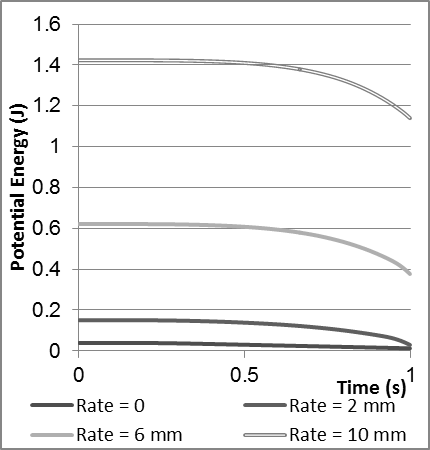 1.6
1.4
1.2
1
0.8
0.6
0.4
0.2
0
Potential Energy (J)
0 0.5 1
Time (s)
Rate = 0 Rate = 2 mm
Rate = 6 mm Rate = 10 mm